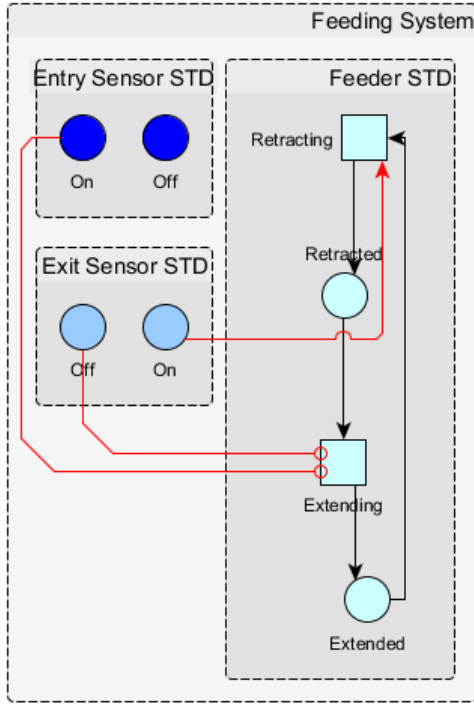 Feeding System
Entry Sensor STD
On
Off
Exit Sensor STD
Off
On
Feeder STD
Retracting
Retracted
Extending
Extended